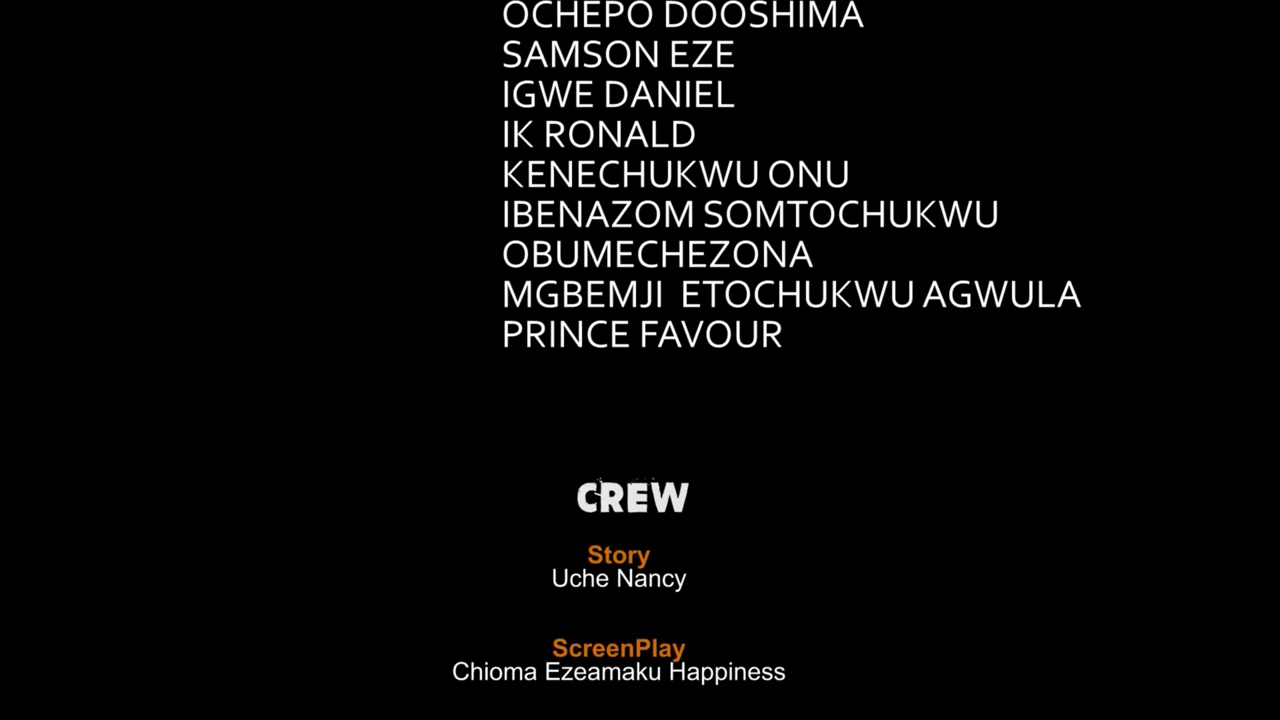 OCHEPO DOOSHIMA
SAMSON EZE
IGWE DANIEL
IK RONALD
KENECHUKWU ONU
IBENAZOM SOMTOCHUKWU
OBUMECHEZONA
MGBEMJI  ETOCHUKWU AGWULA
PRINCE FAVOUR
CREW
Story
Uche Nancy
ScreenPlay
Chioma Ezeamaku Happiness